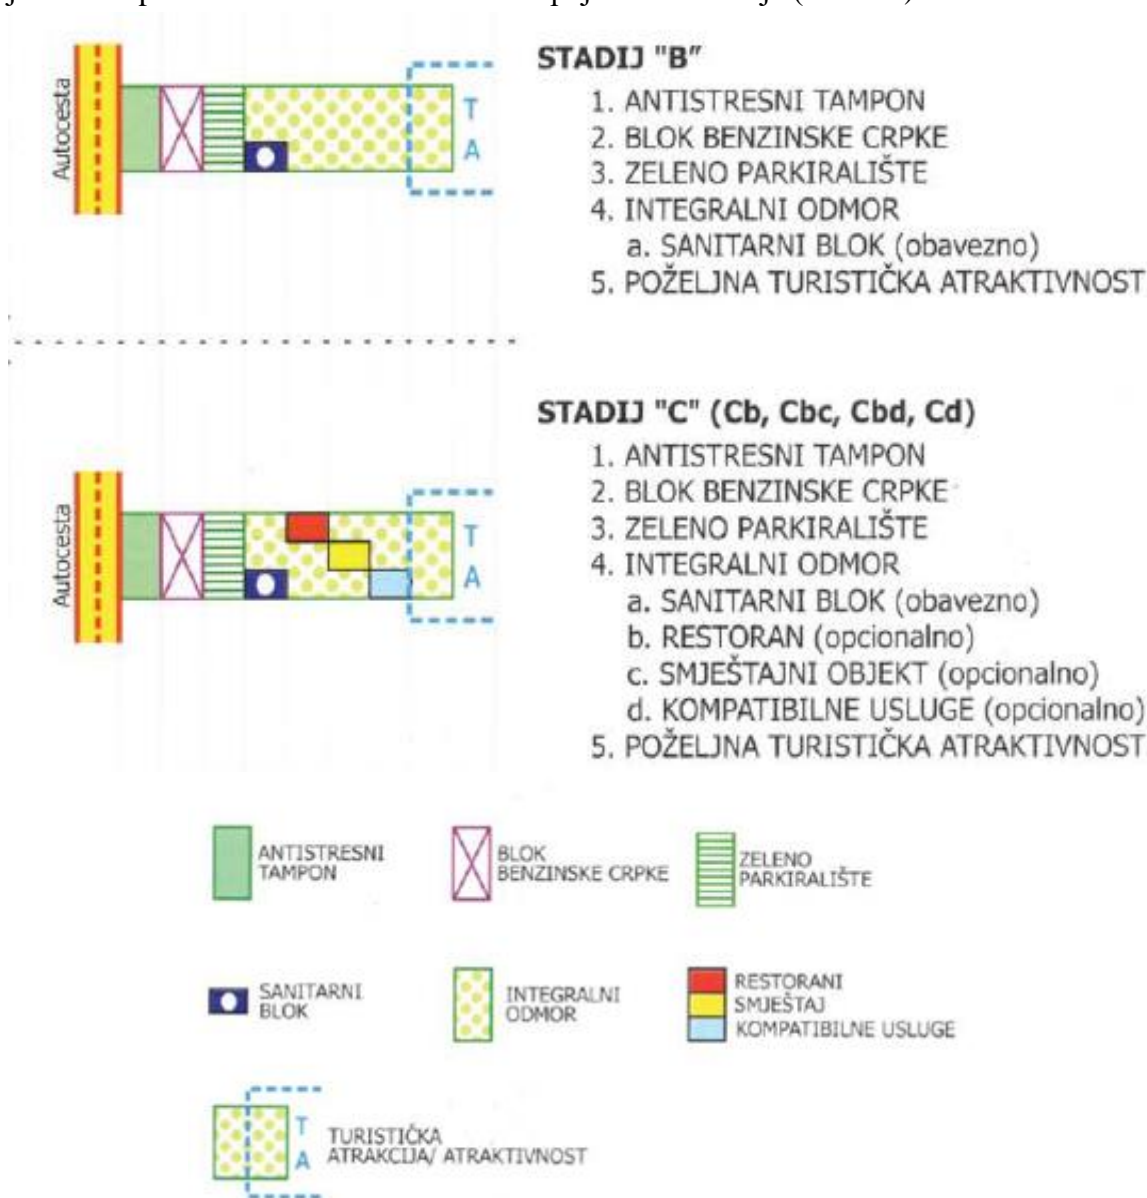 Autocesta
T
A
STADIJ "B"
1. ANTISTRESNI TAMPON
2. BLOK BENZINSKE CRPKE
3. ZELENO PARKIRALIŠTE
4. INTEGRALNI ODMOR
a. SANITARNI BLOK (obavezno)
5. POŽELJNA TURISTIČKA ATRAKTIVNOST
Autocesta
T
A
STADIJ "C" (Cb, Cbc, Cbd, Cd)
1. ANTISTRESNI TAMPON
2. BLOK BENZINSKE CRPKE
3. ZELENO PARKIRALIŠTE
4. INTEGRALNI ODMOR
a. SANITARNI BLOK (obavezno)
b. RESTORAN (opcionalno)
c. SMJEŠTAJNI OBJEKT (opcionalno)
d. KOMPATIBILNE USLUGE (opcionalno)
5. POŽELJNA TURISTIČKA ATRAKTIVNOST
ANTISTRESNI
TAMPON
BLOK
BENZINSKE CRPKE
ZELENO
PARKIRALIŠTE
SANITARNI
BLOK
INTEGRALNI
ODMOR
RESTORANI
SMJEŠTAJ
KOMPATIBILNE USLUGE
T
A
TURISTIČKA
ATRAKCIJA/ ATRAKTIVNOST